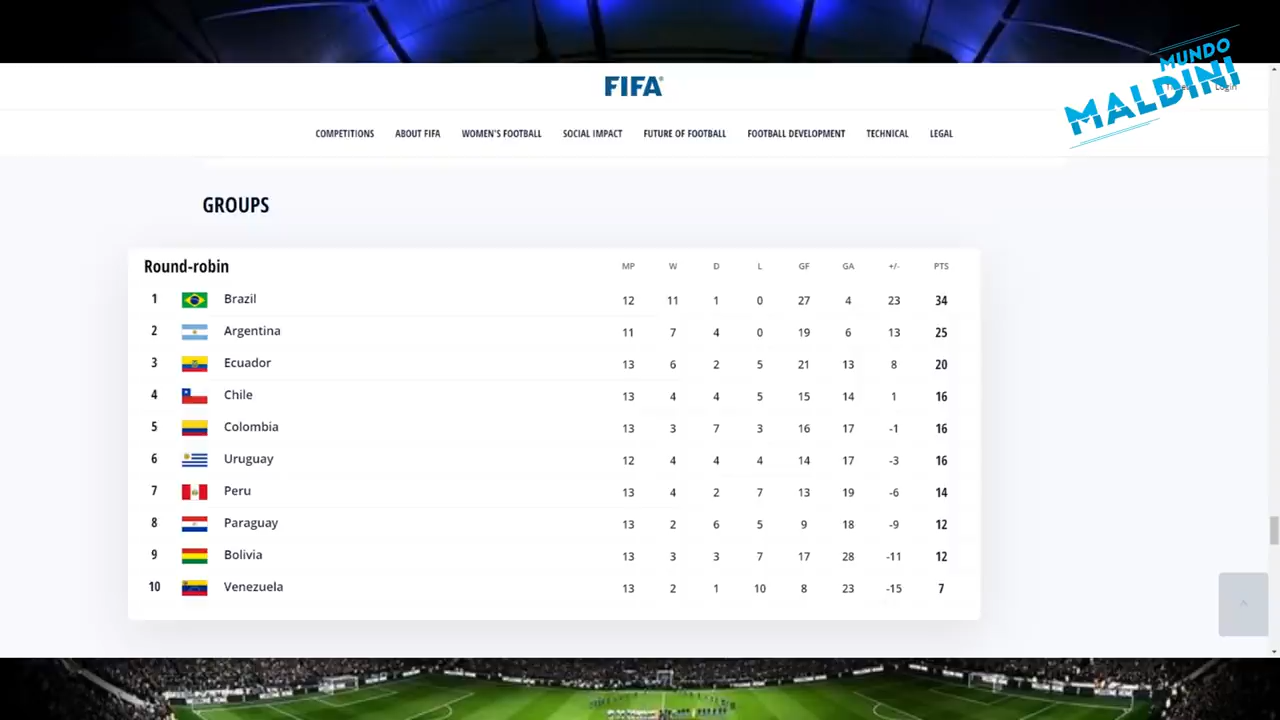 MUNDO
MALDINI
FIFA
Login
COMPETITIONS ABOUT FIFA WOMEN'S FOOTBALL SOCIAL IMPACT FUTURE OF FOOTBALL FOOTBALL DEVELOPMENT TECHNICAL LEGAL
GROUPS
Round-robin MP W D L GF GA +/- PTS
1 Brazil 12 11 1 0 27 4 23 34
2 Argentina 11 7 4 0 19 6 13 25
3 Ecuador 13 6 2 5 21 13 8 20
4 Chile 13 4 4 5 15 14 1 16
5 Colombia 13 3 7 3 16 17 -1 16
6 Uruguay 12 4 4 4 14 17 -3 16
7 Peru 13 4 2 7 13 19 -6 14
8 Paraguay 13 2 6 5 9 18 -9 12
9 Bolivia 13 3 3 7 17 28 -11 12
10 Venezuela 13 2 1 10 8 23 -15 7